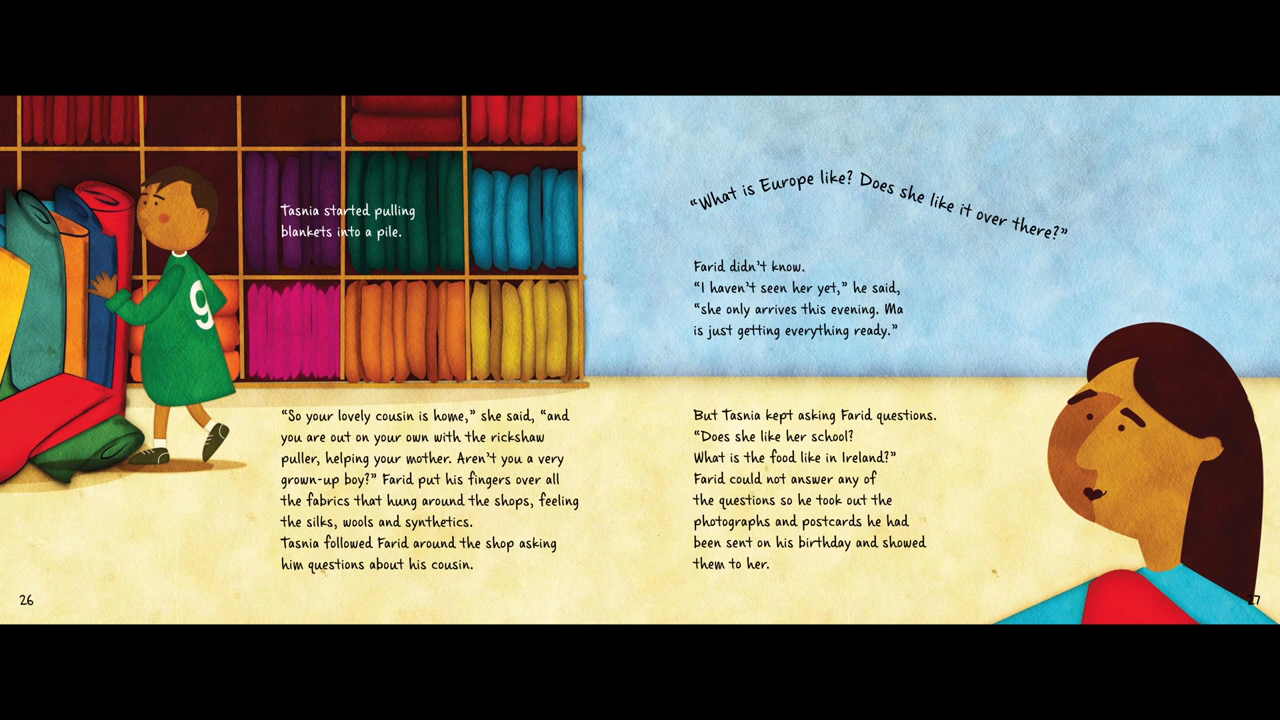 Tasnia started pulling
blankets into a pile.
“So your lovely cousin is home,” she said, “and
you are out on your own with the rickshaw
puller, helping your mother. Aren’t you a very
grown-up boy?” Farid put his fingers over all
the fabrics that hung around the shops, feeling
the silks, wools and synthetics.
Tasnia followed Farid around the shop asking
him questions about his cousin.
26
9
“What is Europe like? Does she like it over there?”
Farid didn’t know.
“I haven’t seen her yet,” he said,
“she only arrives this evening. Ma
is just getting everything ready.”
But Tasnia kept asking Farid questions.
“Does she like her school?
What is the food like in Ireland?”
Farid could not answer any of
the questions so he took out the
photographs and postcards he had
been sent on his birthday and showed
them to her.
27